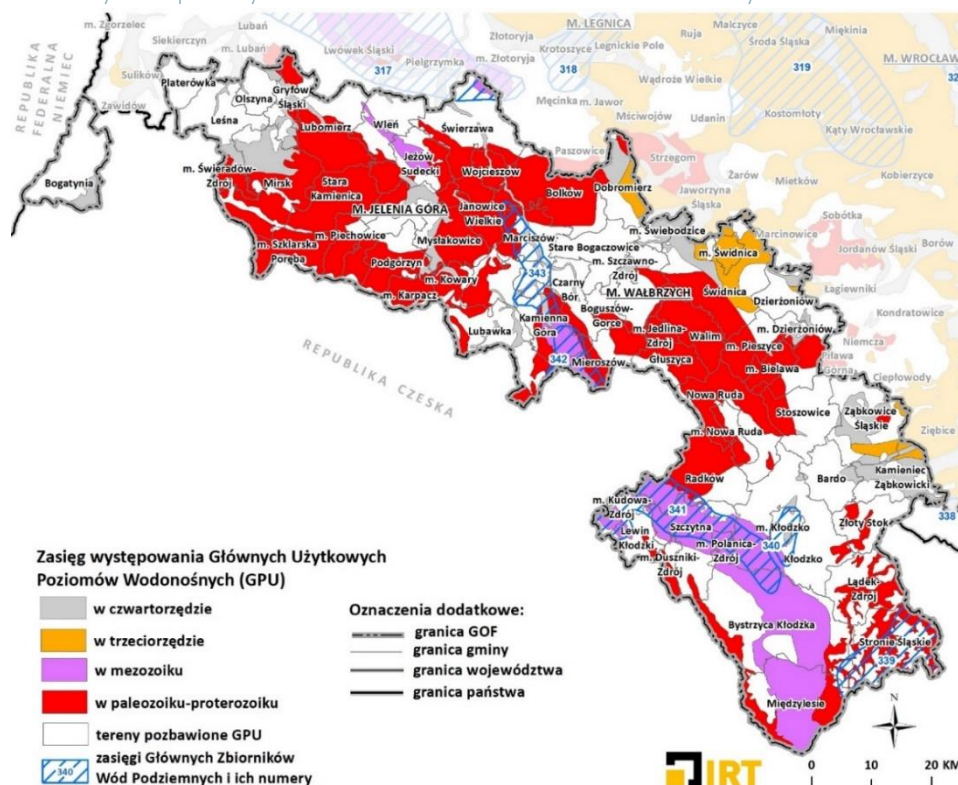 m. Zgorzelec
Siekierczyn
Lubań
m. Lubań
REPUBLIKA
FEDERALNA
NIEMIEC
Sulików
Zawidów
Platerówka
Olszyna
Leśna
Gryfów
Śląski
Lubomierz
Lwówek Śląski
317
Pielgrzymka
Złotoryja
m. Złotoryja
M. LEGNICA
Krotoszyce
Legnickie Pole
318
Ruja
Wądroże Wielkie
Malczyce
Środa
Śląska
Miękinia
319
M. WROCŁAW
Kostomłoty
Kąty Wrocławskie
Męcinka
m. Jawor
Mściwojów
Udanin
Paszowice
Strzegom
Żarów
Mietków
Kobierzyce
Jaworzyna
Śląska
Sobótka
Marcinowice
Jordanów Śląski
Borów
Łagiewniki
Kondratowice
Niemcza
Piława
Górna
Ciepłowody
Ziębice
338
Bogatynia
Wleń
Świerzawa
Jeżów
Sudecki
Wojcieszów
m. Świeradów-
Zdrój
Mirsk
Stara
Kamienica
M. JELENIA GÓRA
Janowice
Wielkie
Bolków
Dobromierz
m. Piechowice
Mysłakowice
Marciszów
m. Szklarska
Poręba
Podgórzyn
m. Kowary
m. Karpacz
343
Stare Bogaczowice
m. Świebodzice
m. Szczawno-
Zdrój
Czarny
Bór
M. WAŁBRZYCH
m. Świdnica
Świdnica
Dzierżoniów
m. Dzierżoniów
Lubawka
Kamienna
Góra
342
Boguszów-
Gorce
Mieroszów
m. Jedlina-
Zdrój
Walim
Głuszyca
m. Pieszyce
m. Bielawa
REPUBLIKA CZESKA
Nowa Ruda
m. Nowa Ruda
Stoszowice
Ząbkowice
Śląskie
Radków
Bardo
Kamieniec
Ząbkowicki
m. Kudowa-
Zdrój
341
Lewin
Kłodzki
Szczytna
m. Kłodzko
340
Kłodzko
Złoty Stok
m. Polanica-
Zdrój
m. Duszniki-
Zdrój
Lądek-
Zdrój
Bystrzyca Kłodzka
Stronie Śląskie
339
Międzylesie
Zasięg występowania Głównych Użytkowych
Poziomów Wodonośnych (GPU)
w czwartorzędzie
w trzeciorzędzie
w mezozoiku
w paleozoiku-proterozoiku
tereny pozbawione GPU
340
zasięgi Głównych Zbiorników
Wód Podziemnych i ich numery
Oznaczenia dodatkowe:
granica GOF
granica gminy
granica województwa
granica państwa
N
IRT
0 10 20 KM